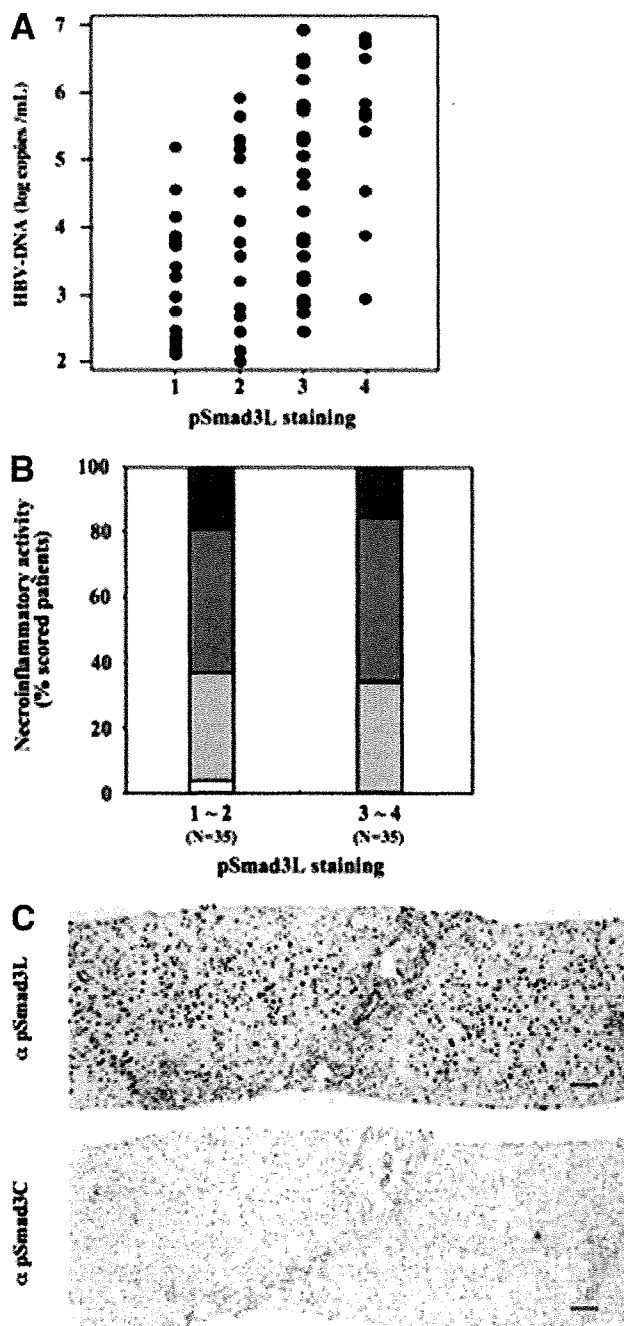 A
HBV-DNA (log copies /mL)
7
6
5
4
3
2
1 2 3 4
pSmad3L staining
B
Necroinflammatory activity
(% scored patients)
100
80
60
40
20
0
1 ~ 2 3 ~ 4
(N=35) (N=35)
pSmad3L staining
C
α pSmad3L
α pSmad3C